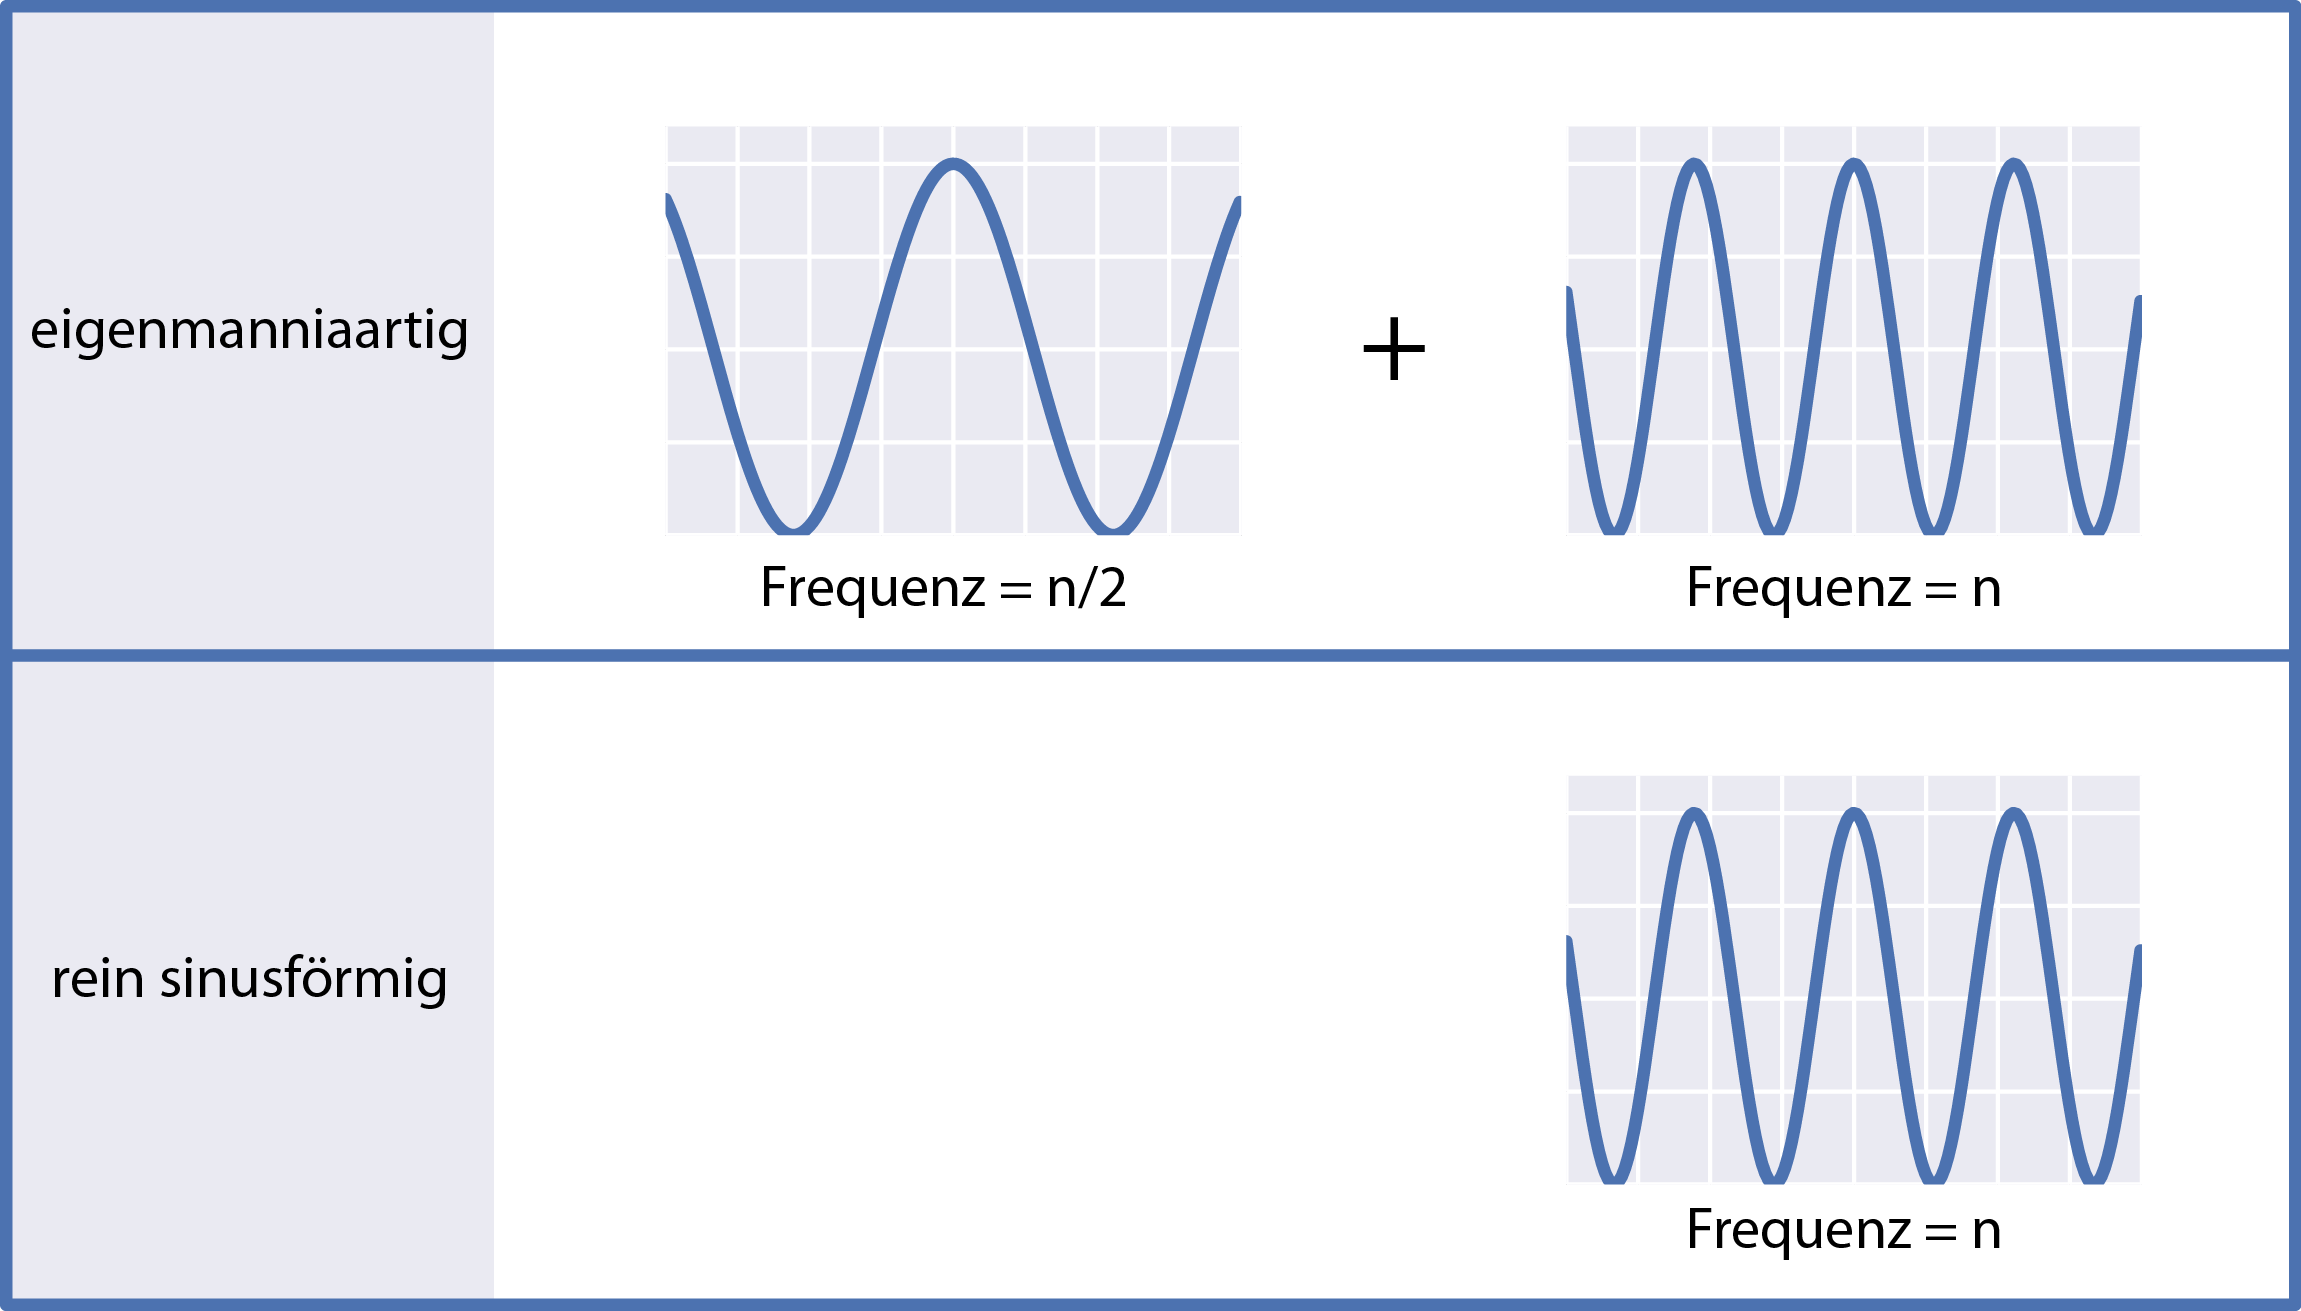 eigenmanniaartig
+
Frequenz = n/2
Frequenz = n
rein sinusförmig
Frequenz = n